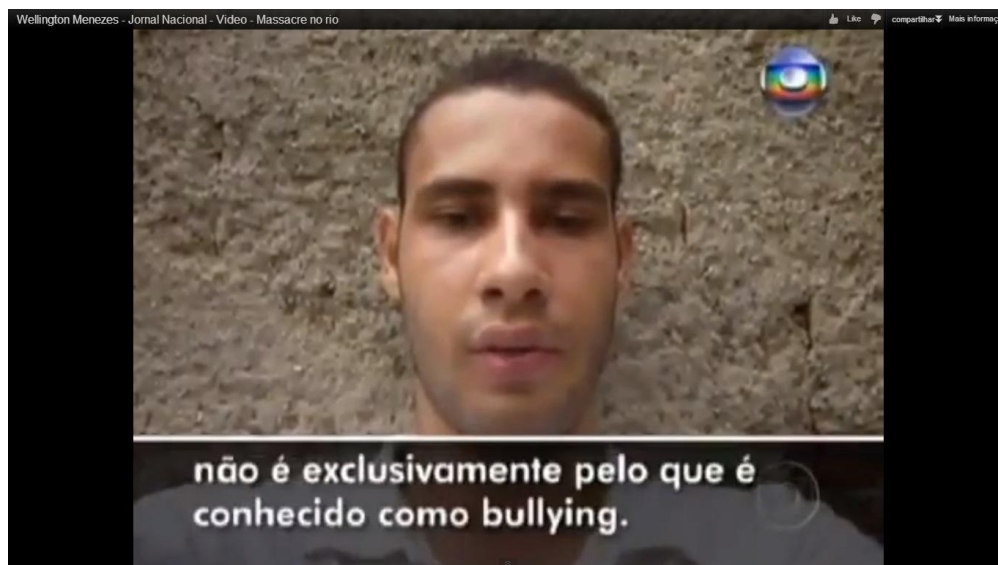 Wellington Menezes - Jornal Nacional - Video - Massacre no rio
Like
compartilhar
Mais informaç
não é exclusivamente pelo que é
conhecido como bullying.